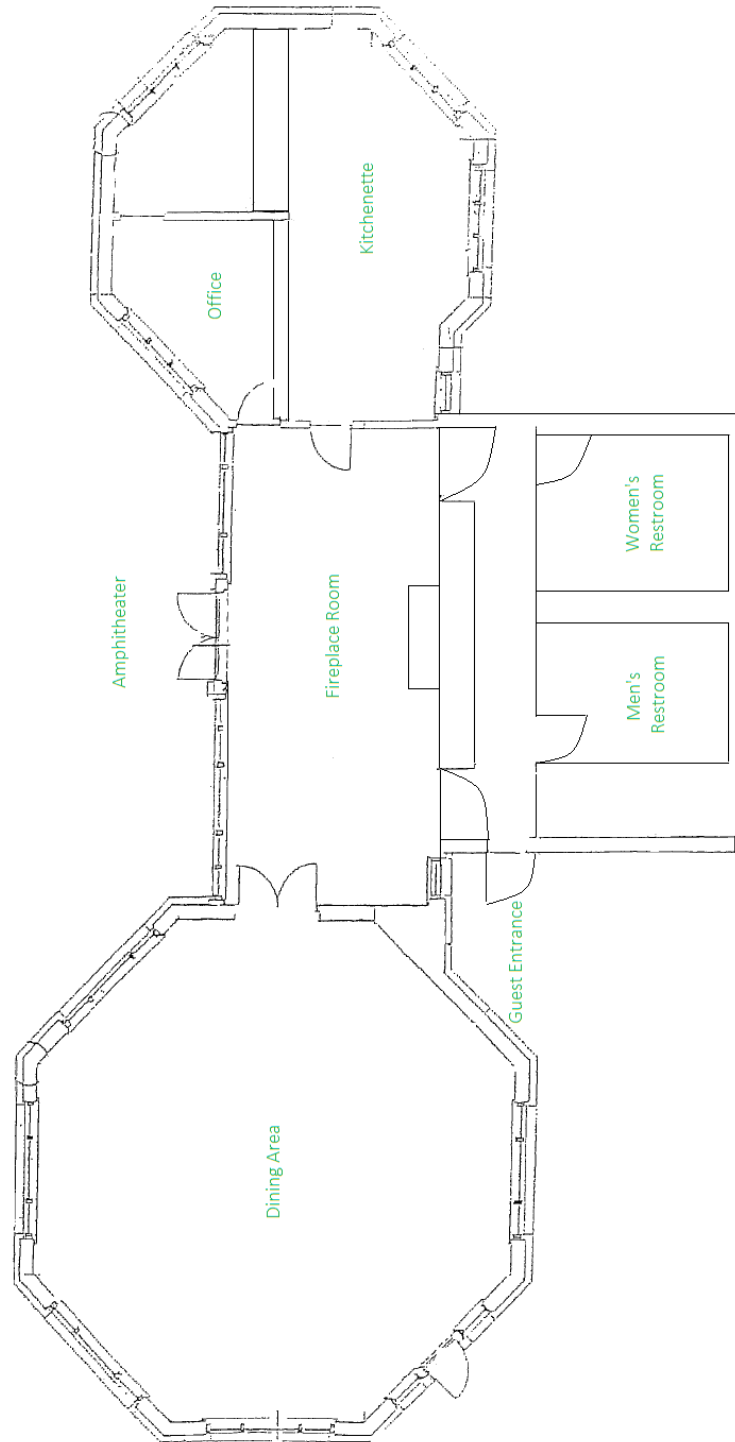 Office
Kitchenette
Amphitheater
Fireplace Room
Women's
Restroom
Men's
Restroom
Guest Entrance
Dining Area